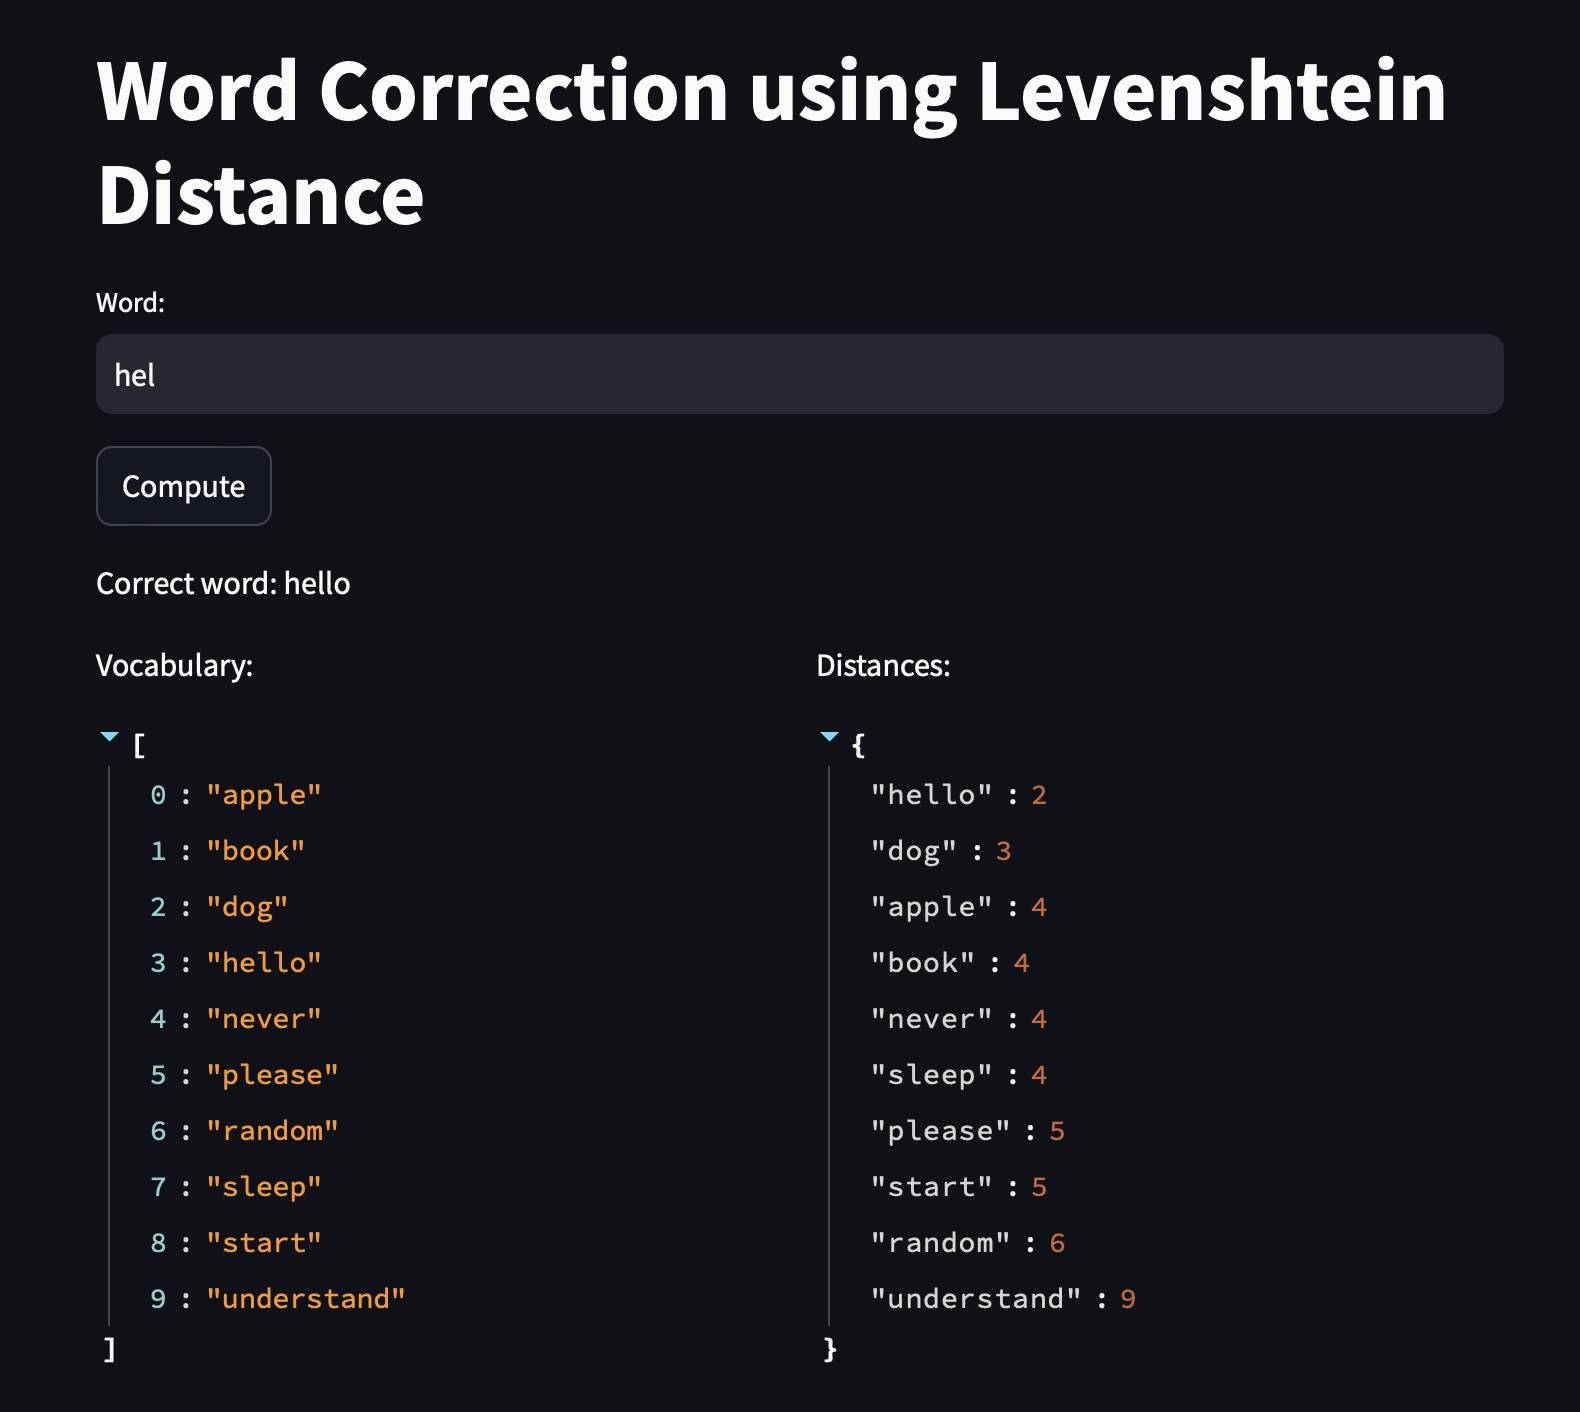 Word Correction using Levenshtein
Distance
Word:
hel
Compute
Correct word: hello
Vocabulary:
[
0 : "apple"
1 : "book"
2 : "dog"
3 : "hello"
4 : "never"
5 : "please"
6 : "random"
7 : "sleep"
8 : "start"
9 : "understand"
]
Distances:
{
"hello" : 2
"dog" : 3
"apple" : 4
"book" : 4
"never" : 4
"sleep" : 4
"please" : 5
"start" : 5
"random" : 6
"understand" : 9
}